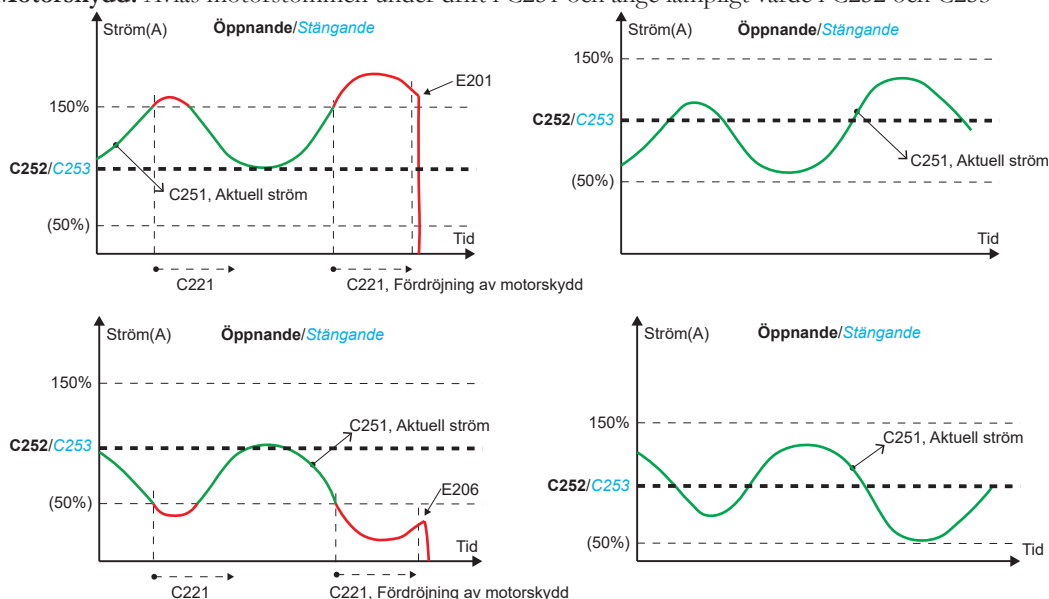 Motorskydd: Avläs motorströmmen under drift i C251 och ange lämpligt värde i C252 och C253
Ström(A)
Öppnande/Stängande
150%
E201
C252/C253
C251, Aktuell ström
(50%)
Tid
C221
C221, Fördröjning av motorskydd
Ström(A)
Öppnande/Stängande
150%
C252/C253
C251, Aktuell ström
(50%)
Tid
Ström(A)
Öppnande/Stängande
150%
C251, Aktuell ström
C252/C253
(50%)
E206
Tid
C221
C221, Fördröjning av motorskydd
Ström(A)
Öppnande/Stängande
150%
C251, Aktuell ström
C252/C253
(50%)
Tid